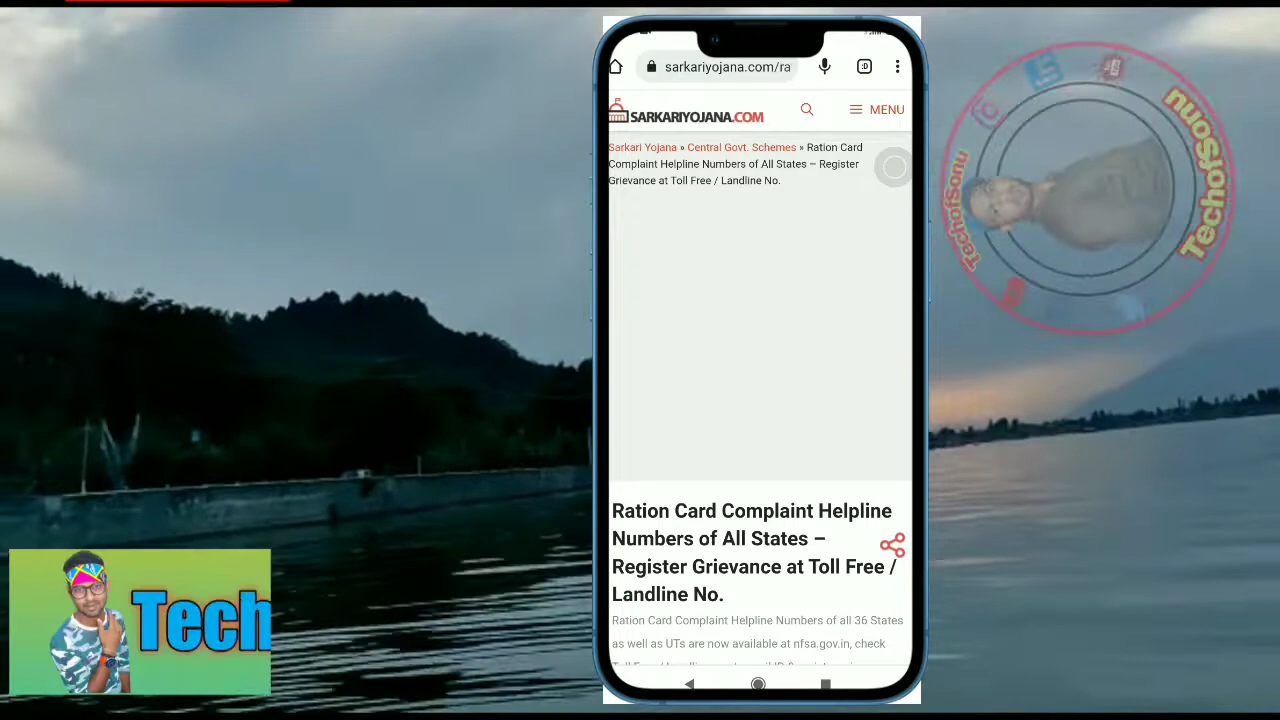 sarkariyojana.com/ra
:D
SARKARIYOJANA.COM
MENU
Sarkari Yojana » Central Govt. Schemes » Ration Card
Complaint Helpline Numbers of All States – Register
Grievance at Toll Free / Landline No.
Ration Card Complaint Helpline
Numbers of All States –
Register Grievance at Toll Free /
Landline No.
Ration Card Complaint Helpline Numbers of all 36 States
as well as UTs are now available at nfsa.gov.in, check
TechofSonu
TechofSonu
Tech